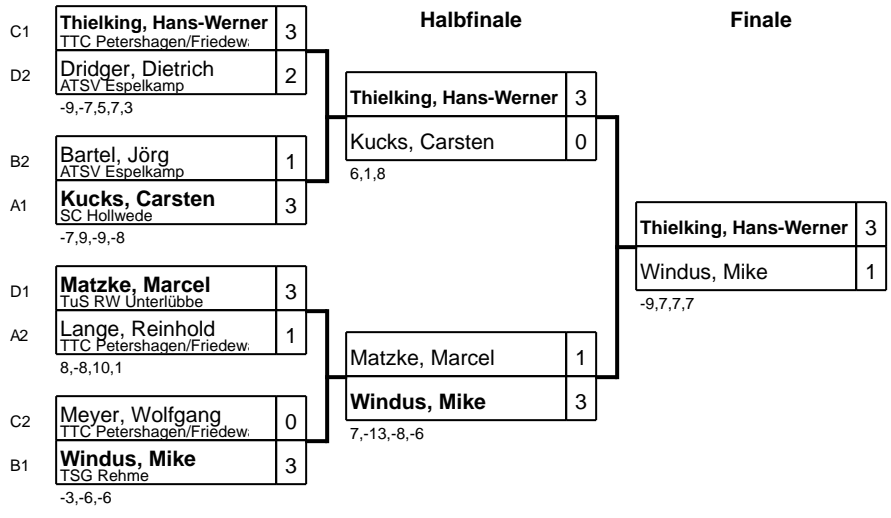 Halbfinale
Finale
C1
Thielking, Hans-Werner
3
TTC Petershagen/Friedew
D2
Dridger, Dietrich
2
ATSV Espelkamp
-9,-7,5,7,3
B2
Bartel, Jörg
1
ATSV Espelkamp
A1
Kucks, Carsten
3
SC Hollwede
-7,9,-9,-8
D1
Matzke, Marcel
3
TuS RW Unterlübbe
A2
Lange, Reinhold
1
TTC Petershagen/Friedew
8,-8,10,1
C2
Meyer, Wolfgang
0
TTC Petershagen/Friedew
B1
Windus, Mike
3
TSG Rehme
-3,-6,-6
Thielking, Hans-Werner
3
Kucks, Carsten
0
6,1,8
Matzke, Marcel
1
Windus, Mike
3
7,-13,-8,-6
Thielking, Hans-Werner
3
Windus, Mike
1
-9,7,7,7